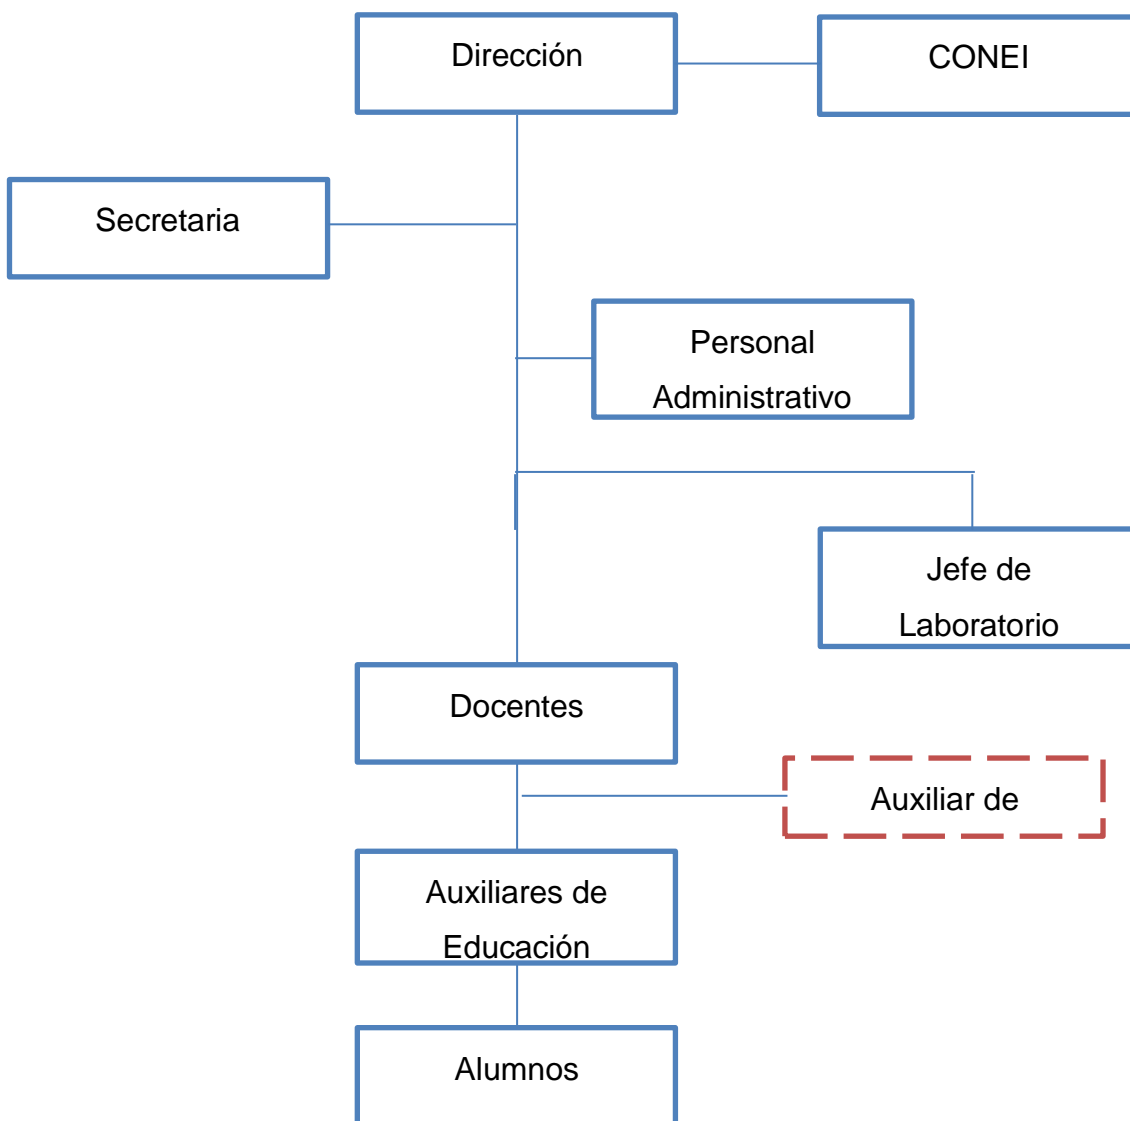 Dirección
CONEI
Secretaria
Personal
Administrativo
Jefe de
Laboratorio
Docentes
Auxiliar de
Auxiliares de
Educación
Alumnos